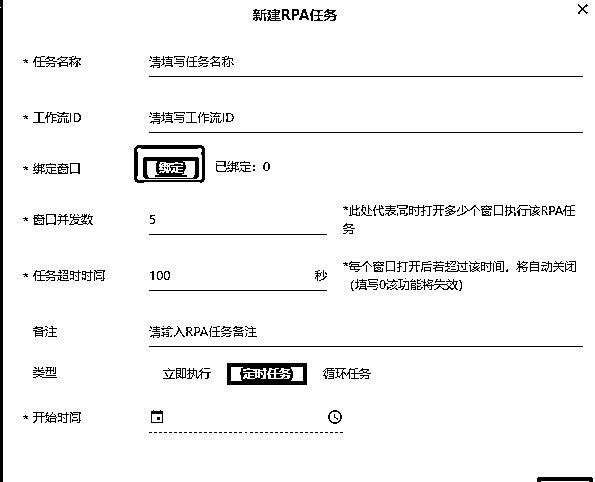 新建RPA任务
* 任务名称 请填写任务名称
* 工作流ID 请填写工作流ID
* 绑定窗口 绑定 已绑定：0
* 窗口并发数 5 *此处代表同时打开多少个窗口执行该RPA任
务
* 任务超时时间 100 秒 *每个窗口打开后若超过该时间，将自动关闭
（填写0该功能将失效）
备注 请输入RPA任务备注
类型 立即执行 定时任务 循环任务
* 开始时间